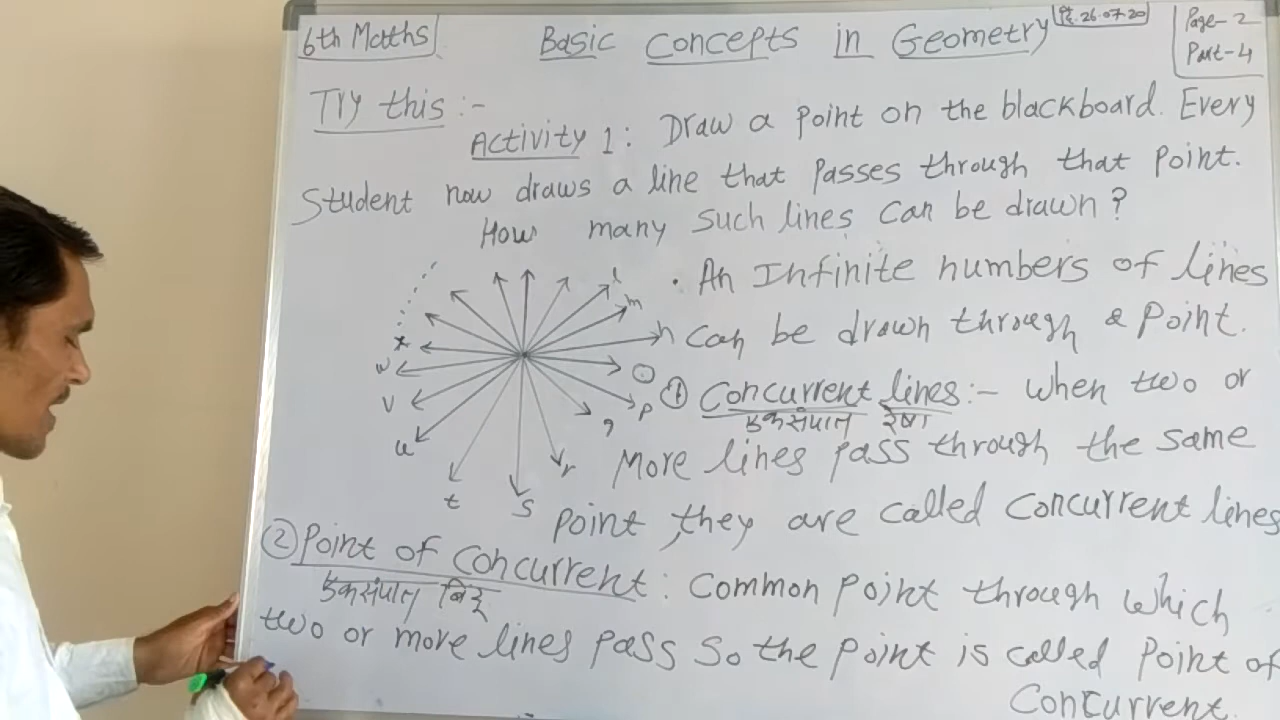 6th Maths
Basic Concepts in Geometry
दि. 26.07.20
Page-2
Part-4
Try this :-
Activity 1: Draw a point on the blackboard. Every
Student now draws a line that passes through that point.
How many such lines can be drawn?
. An Infinite numbers of lines
can be drawn through a point.
① Concurrent lines :- when two or
एकसंपात रेषा
More lines pass through the same
point, they are called concurrent lines
l
m
n
o
p
q
r
s
t
u
v
w
x
② Point of concurrent : Common point through which
एकसंपात बिंदू
two or more lines pass so the point is called point of
concurrent.